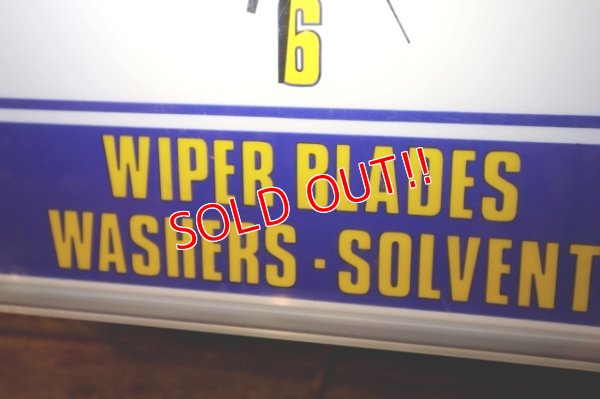 6
WIPER BLADES
SOLD OUT!!
WASHERS · SOLVENT